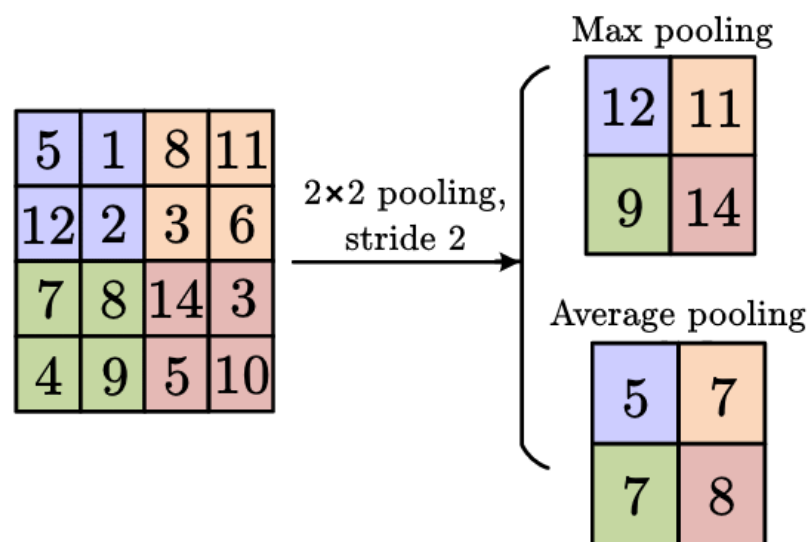 Max pooling
12 11
9 14
5 1 8 11
12 2 3 6
7 8 14 3
4 9 5 10
2×2 pooling,
stride 2
Average pooling
5 7
7 8